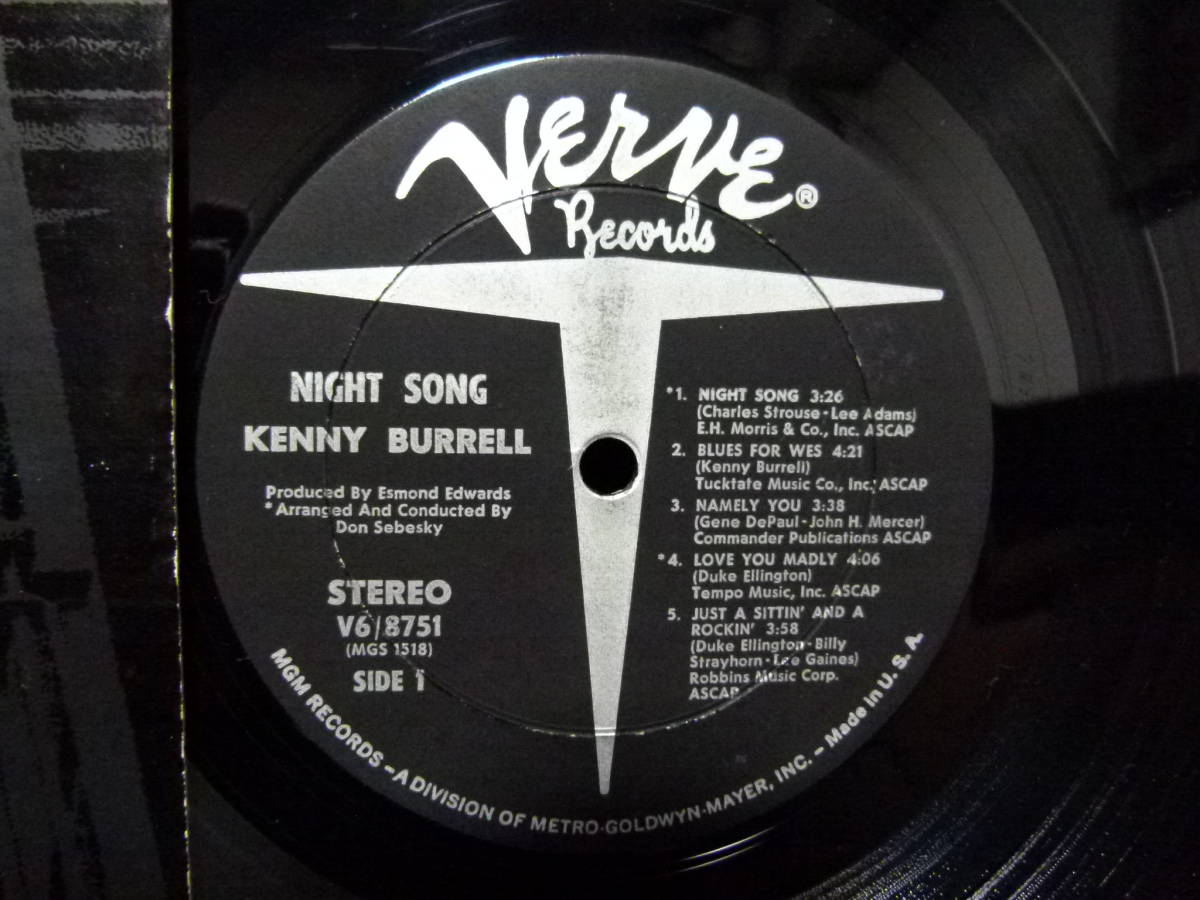 Verve ®
Records
NIGHT SONG
KENNY BURRELL
Produced By Esmond Edwards
*Arranged And Conducted By
Don Sebesky
STEREO
V6/8751
(MGS 1518)
SIDE 1
*1. NIGHT SONG 3:26
(Charles Strouse · Lee Adams)
E.H. Morris & Co., Inc. ASCAP
2. BLUES FOR WES 4:21
(Kenny Burrell)
Tucktate Music Co., Inc. ASCAP
3. NAMELY YOU 3:38
(Gene DePaul · John H. Mercer)
Commander Publications ASCAP
*4. LOVE YOU MADLY 4:06
(Duke Ellington)
Tempo Music, Inc. ASCAP
5. JUST A SITTIN' AND A
ROCKIN' 3:58
(Duke Ellington · Billy
Strayhorn · Lee Gaines)
Robbins Music Corp.
ASCAP
MGM RECORDS – A DIVISION OF METRO-GOLDWYN-MAYER, INC. – Made in U. S. A.